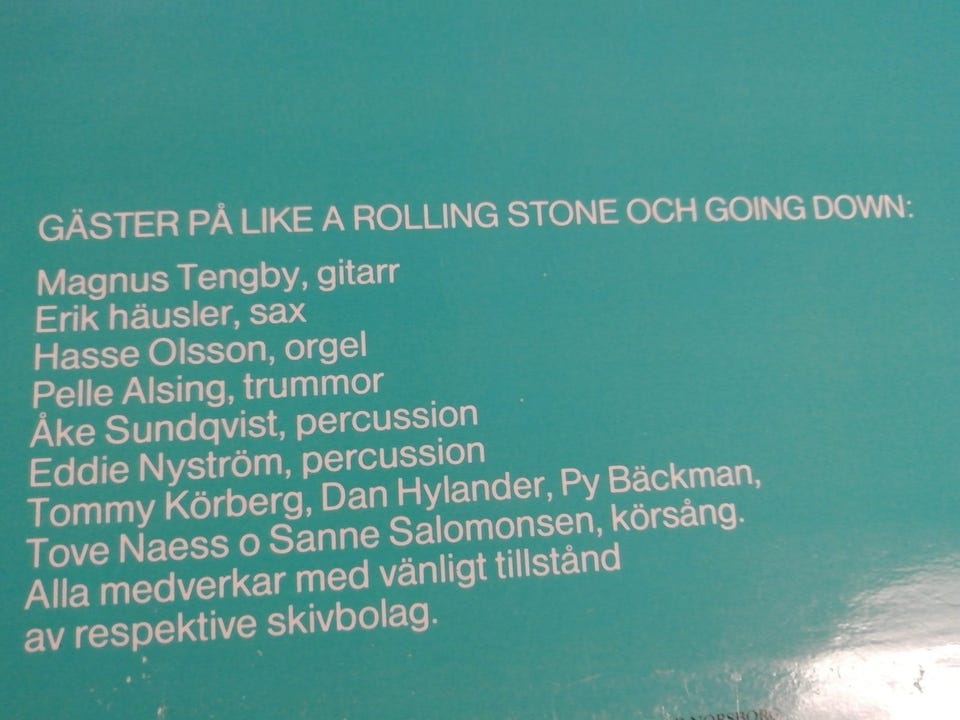 GÄSTER PÅ LIKE A ROLLING STONE OCH GOING DOWN:
Magnus Tengby, gitarr
Erik häusler, sax
Hasse Olsson, orgel
Pelle Alsing, trummor
Åke Sundqvist, percussion
Eddie Nyström, percussion
Tommy Körberg, Dan Hylander, Py Bäckman,
Tove Naess o Sanne Salomonsen, körsång.
Alla medverkar med vänligt tillstånd
av respektive skivbolag.